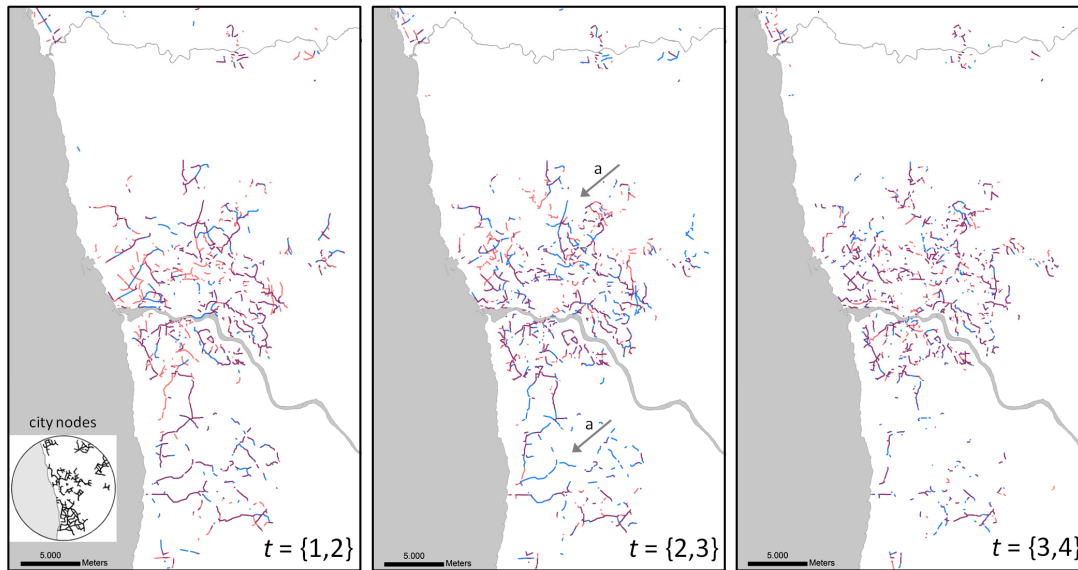 city nodes
5.000
Meters
t = {1,2}
a
a
5.000
Meters
t = {2,3}
5.000
Meters
t = {3,4}